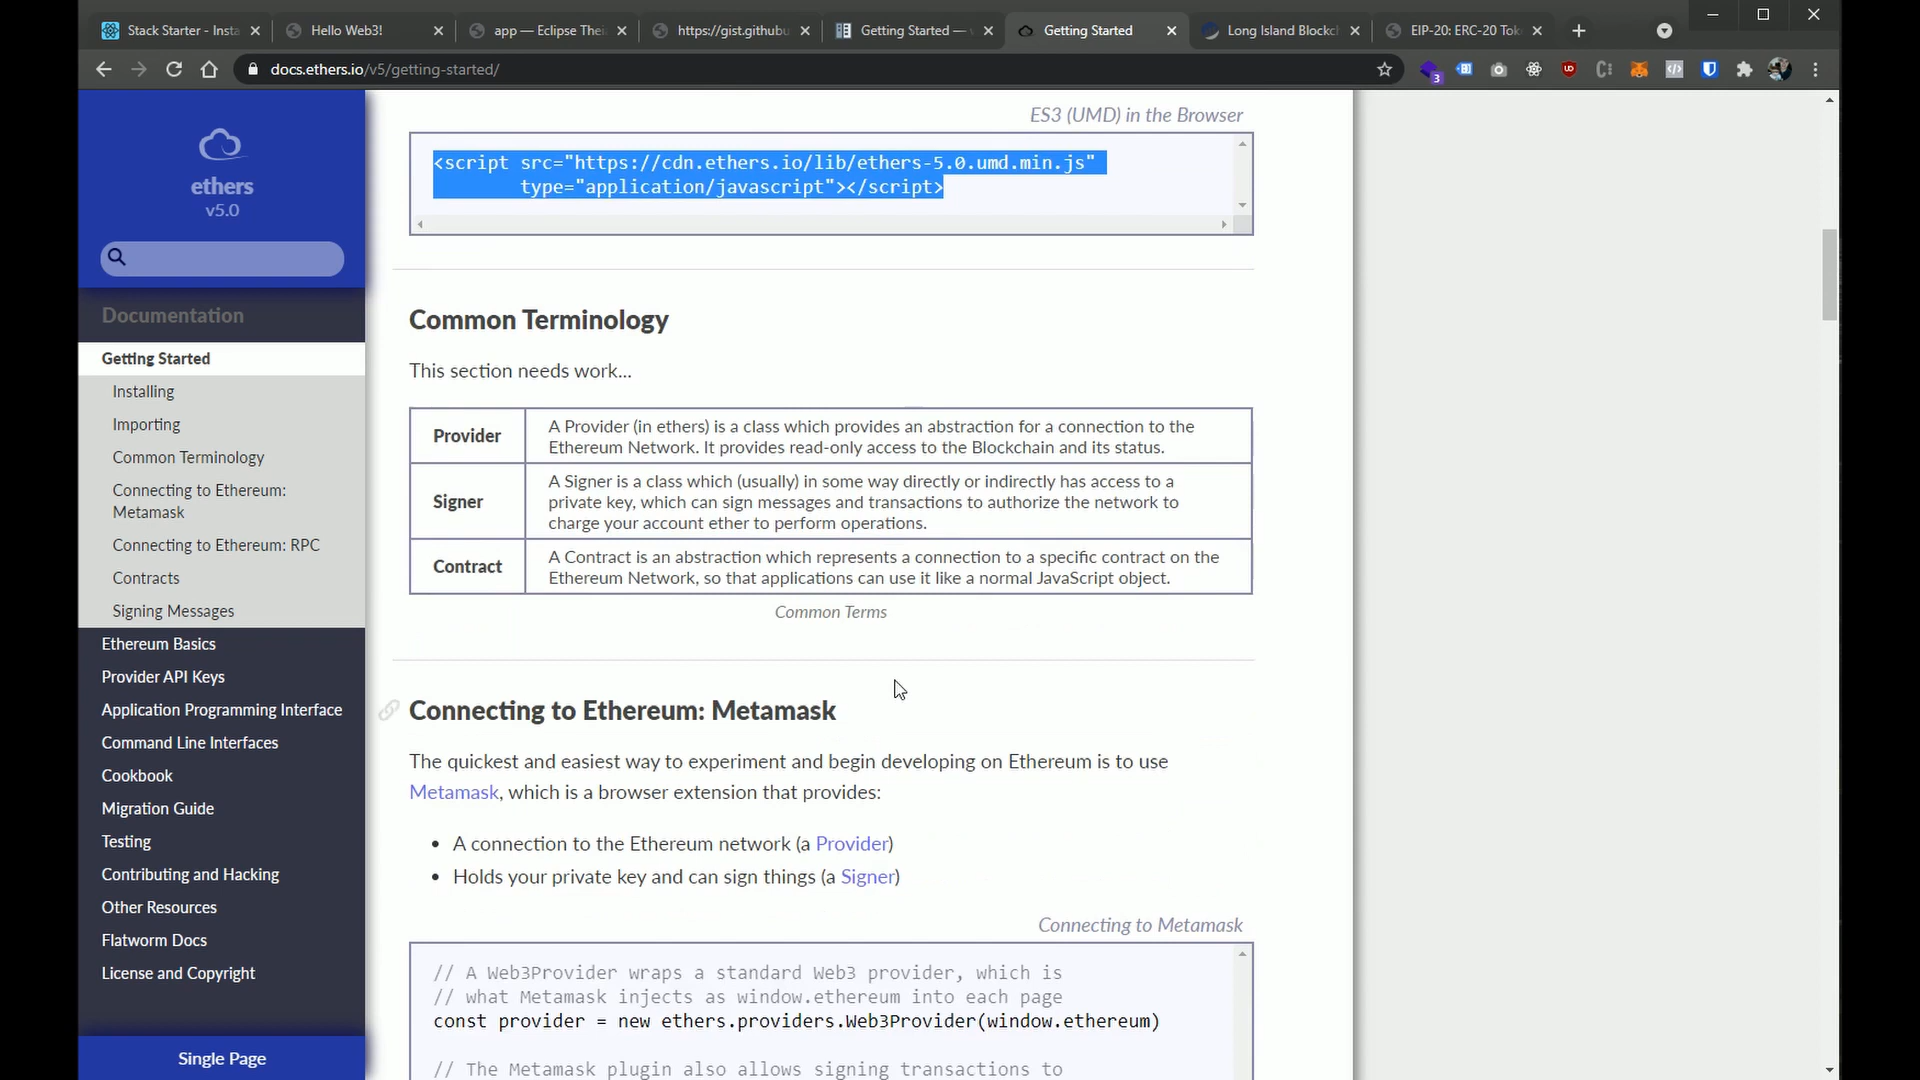 Stack Starter - Insta
Hello Web3!
app — Eclipse Thei
https://gist.githubu
Getting Started —
Getting Started
Long Island Blockc
EIP-20: ERC-20 Tok
docs.ethers.io/v5/getting-started/
3
ethers
v5.0
Documentation
Getting Started
Installing
Importing
Common Terminology
Connecting to Ethereum:
Metamask
Connecting to Ethereum: RPC
Contracts
Signing Messages
Ethereum Basics
Provider API Keys
Application Programming Interface
Command Line Interfaces
Cookbook
Migration Guide
Testing
Contributing and Hacking
Other Resources
Flatworm Docs
License and Copyright
Single Page
ES3 (UMD) in the Browser
<script src="https://cdn.ethers.io/lib/ethers-5.0.umd.min.js"
type="application/javascript"></script>
Common Terminology
This section needs work...
Provider
A Provider (in ethers) is a class which provides an abstraction for a connection to the
Ethereum Network. It provides read-only access to the Blockchain and its status.
Signer
A Signer is a class which (usually) in some way directly or indirectly has access to a
private key, which can sign messages and transactions to authorize the network to
charge your account ether to perform operations.
Contract
A Contract is an abstraction which represents a connection to a specific contract on the
Ethereum Network, so that applications can use it like a normal JavaScript object.
Common Terms
Connecting to Ethereum: Metamask
The quickest and easiest way to experiment and begin developing on Ethereum is to use
Metamask, which is a browser extension that provides:
• A connection to the Ethereum network (a Provider)
• Holds your private key and can sign things (a Signer)
Connecting to Metamask
// A Web3Provider wraps a standard Web3 provider, which is
// what Metamask injects as window.ethereum into each page
const provider = new ethers.providers.Web3Provider(window.ethereum)
// The Metamask plugin also allows signing transactions to